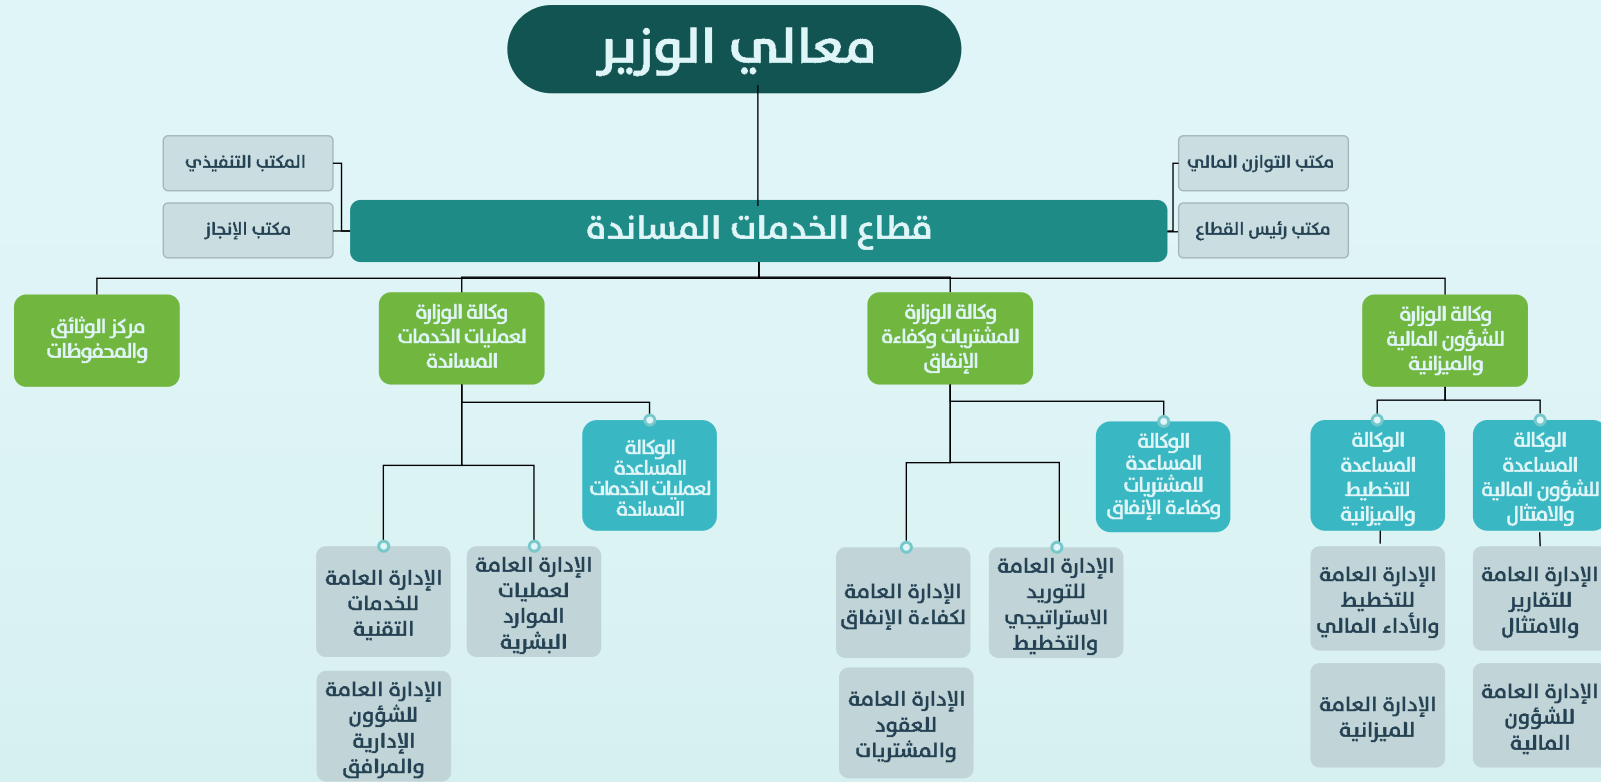 معالي الوزير
مكتب التوازن المالي
المكتب التنفيذي
مكتب رئيس القطاع
قطاع الخدمات المساندة
مكتب الإنجاز
وكالة الوزارة
للشؤون المالية
والميزانية
وكالة الوزارة
للمشتريات وكفاءة
الإنفاق
وكالة الوزارة
لعمليات الخدمات
المساندة
مركز الوثائق
والمحفوظات
الوكالة
المساعدة
للشؤون المالية
والامتثال
الوكالة
المساعدة
للتخطيط
والميزانية
الوكالة
المساعدة
للمشتريات
وكفاءة الإنفاق
الوكالة
المساعدة
لعمليات الخدمات
المساندة
الإدارة العامة
للتقارير
والامتثال
الإدارة العامة
للتخطيط
والأداء المالي
الإدارة العامة
للتوريد
الاستراتيجي
والتخطيط
الإدارة العامة
لكفاءة الإنفاق
الإدارة العامة
لعمليات
الموارد
البشرية
الإدارة العامة
للخدمات
التقنية
الإدارة العامة
للشؤون
المالية
الإدارة العامة
للميزانية
الإدارة العامة
للعقود
والمشتريات
الإدارة العامة
للشؤون
الإدارية
والمرافق